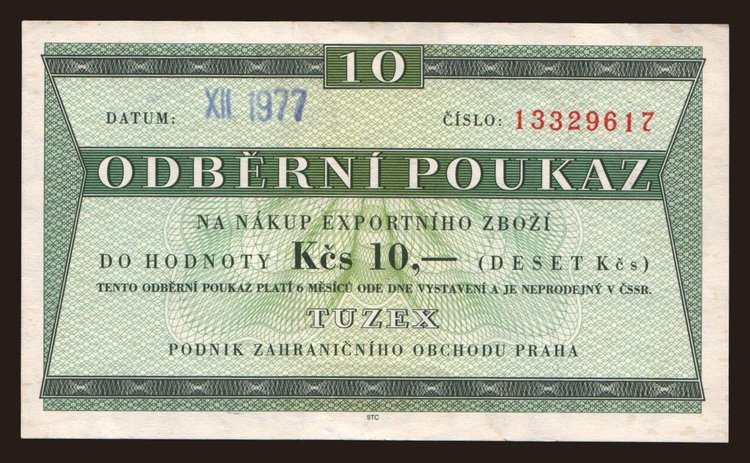 10
DATUM: XII. 1977 ČÍSLO: 13329617
ODBĚRNÍ POUKAZ
NA NÁKUP EXPORTNÍHO ZBOŽÍ
DO HODNOTY Kčs 10,— (DESET Kčs)
TENTO ODBĚRNÍ POUKAZ PLATÍ 6 MĚSÍCŮ ODE DNE VYSTAVENÍ A JE NEPRODEJNÝ V ČSSR.
TUZEX
PODNIK ZAHRANIČNÍHO OBCHODU PRAHA
STC